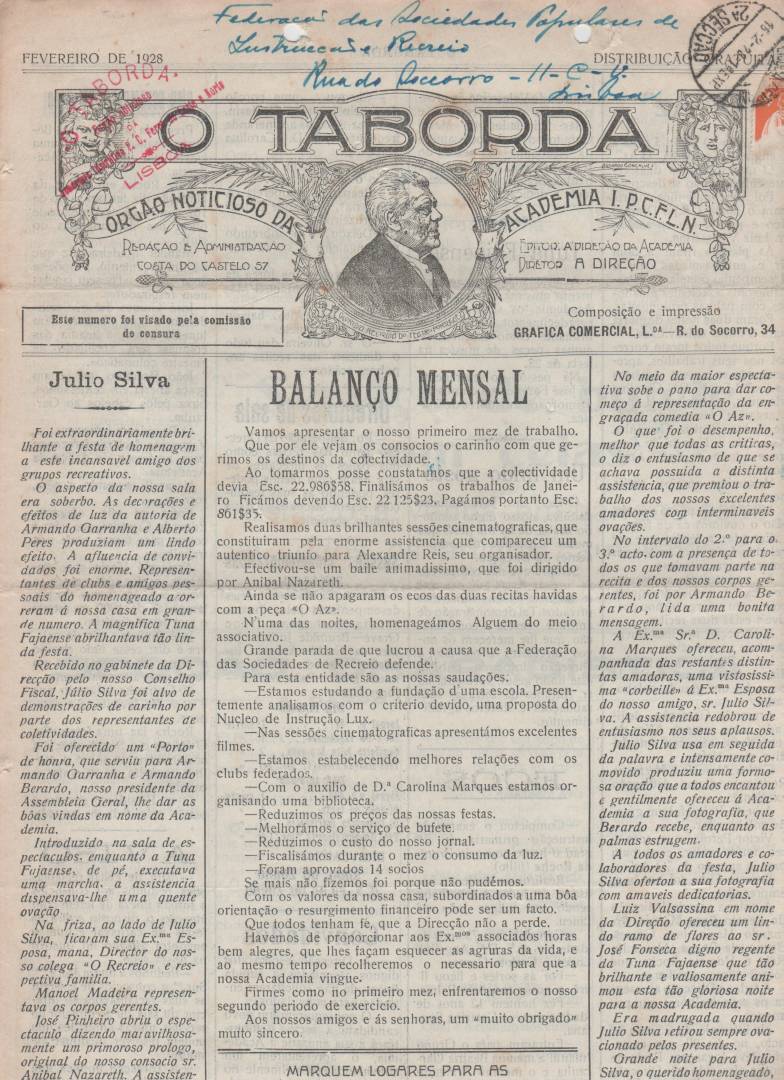 Federação das Sociedades Populares de
Instrucção e Recreio
Rua do Soccorro - 11-C-
Lisboa
FEVEREIRO DE 1928
DISTRIBUIÇÃO GRATUITA
2ª SECÇÃO
O TABORDA
LISBOA
O TABORDA
ORGÃO NOTICIOSO DA
ACADEMIA I.P.C.F.L.N.
REDAÇÃO E ADMINISTRAÇÃO
COSTA DO CASTELO 57
EDITOR, A DIREÇÃO DA ACADEMIA
DIRETOR A DIREÇÃO
Este numero foi visado pela comissão
de censura
Composição e impressão
GRAFICA COMERCIAL, L.DA—R. do Socorro, 34
Julio Silva
Foi extraordinariamente bri-
lhante a festa de homenagem
a este incansavel amigo dos
grupos recreativos.
O aspecto da nossa sala
era soberbo. As decorações e
efeitos de luz da autoria de
Armando Garranha e Alberto
Peres produziam um lindo
efeito. A afluencia de convi-
dados foi enorme. Represen-
tantes de clubs e amigos pes-
soais do homenageado acor-
reram á nossa casa em gran-
de numero. A magnifica Tuna
Fajaense abrilhantava tão lin-
da festa.
Recebido no gabinete da Di-
recção pelo nosso Conselho
Fiscal, Júlio Silva foi alvo de
demonstrações de carinho por
parte dos representantes de
coletividades.
Foi oferecido um "Porto"
de honra, que serviu para Ar-
mando Garranha e Armando
Berardo, nosso presidente da
Assembleia Geral, lhe dar as
bôas vindas em nome da Aca-
demia.
Introduzido na sala de es-
pectaculos, emquanto a Tuna
Fajaense, de pé, executava
uma marcha, a assistencia
dispensava-lhe uma quente
ovação
Na friza, ao lado de Julio
Silva, ficaram sua Ex.ma Es-
posa, mana, Director do nos-
so colega "O Recreio" e res-
pectiva familia.
Manoel Madeira represen-
tava os corpos gerentes.
José Pinheiro abriu o espe-
ctaculo dizendo maravilhosa-
mente um primoroso prologo,
original do nosso consocio sr.
Anibal Nazareth. A assisten-
BALANÇO MENSAL
Vamos apresentar o nosso primeiro mez de trabalho.
Que por ele vejam os consocios o carinho com que ge-
rimos os destinos da colectividade.
Ao tomarmos posse constatámos que a colectividade
devia Esc. 22.986$58. Finalisámos os trabalhos de Janei-
ro Ficámos devendo Esc. 22 125$23. Pagámos portanto Esc.
861$35.
Realisamos duas brilhantes sessões cinematograficas, que
constituiram pela enorme assistencia que compareceu um
autentico triunfo para Alexandre Reis, seu organisador.
Efectivou-se um baile animadissimo, que foi dirigido
por Anibal Nazareth.
Ainda se não apagaram os ecos das duas recitas havidas
com a peça «O Az».
N'uma das noites, homenageámos Alguem do meio
associativo.
Grande parada de que lucrou a causa que a Federação
das Sociedades de Recreio defende.
Para esta entidade são as nossas saudações.
—Estamos estudando a fundação d'uma escola. Presen-
temente analisamos com o criterio devido, uma proposta do
Nucleo de Instrução Lux.
—Nas sessões cinematograficas apresentámos excelentes
filmes.
—Estamos estabelecendo melhores relações com os
clubs federados.
—Com o auxilio de D.ª Carolina Marques estamos or-
ganisando uma biblioteca.
—Reduzimos os preços das nossas festas.
—Melhorámos o serviço de bufete.
—Reduzimos o custo do nosso jornal.
—Fiscalisámos durante o mez o consumo da luz.
—Foram aprovados 14 socios
Se mais não fizemos foi porque não pudémos.
Com os valores da nossa casa, subordinados a uma bôa
orientação o resurgimento financeiro pode ser um facto.
Que todos tenham fé, que a Direcção não a perde.
Havemos de proporcionar aos Ex.mos associados horas
bem alegres, que lhes façam esquecer as agruras da vida, e
ao mesmo tempo recolheremos o necessario para que a
nossa Academia vingue.
Firmes como no primeiro mez, enfrentaremos o nosso
segundo periodo de exercicio.
Aos nossos amigos e ás senhoras, um «muito obrigado»
muito sincero.
MARQUEM LOGARES PARA AS
No meio da maior espectа-
tiva sobe o pano para dar co-
meço á representação da en-
graçada comedia «O Az».
O que foi o desempenho,
melhor que todas as criticas,
o diz o entusiasmo de que se
achava possuida a distinta
assistencia, que premiou o tra-
balho dos nossos excelentes
amadores com interminaveis
ovações.
No intervalo do 2.º para o
3.º acto. com a presença de to-
dos os que tomavam parte na
recita e dos nossos corpos ge-
rentes, foi por Armando Be-
rardo, lida uma bonita
mensagem.
A Ex.ma Sr.ª D. Caroli-
na Marques ofereceu, acom-
panhada das restantes distin-
tas amadoras, uma vistosissi-
ma "corbeille" á Ex.ma Esposa
do nosso amigo, sr. Julio Sil-
va. A assistencia redobrou de
entusiasmo nos seus aplausos.
Julio Silva usa em seguida
da palavra e intensamente co-
movido produziu uma formo-
sa oração que a todos encantou
e gentilmente ofereceu á Aca-
demia a sua fotografia, que
Berardo recebe, enquanto as
palmas estrugem.
A todos os amadores e co-
laboradores da festa, Julio
Silva ofertou a sua fotografia
com amaveis dedicatorias.
Luiz Valsassina em nome
da Direção ofereceu um lin-
do ramo de flores ao sr.
José Fonseca digno regente
da Tuna Fajaense que tão
brilhante e valiosamente ani-
mou esta tão gloriosa noite
para a nossa Academia.
Era madrugada quando
Julio Silva retirou sempre ova-
cionado pelos presentes.
Grande noite para Julio
Silva, o querido homenageado,